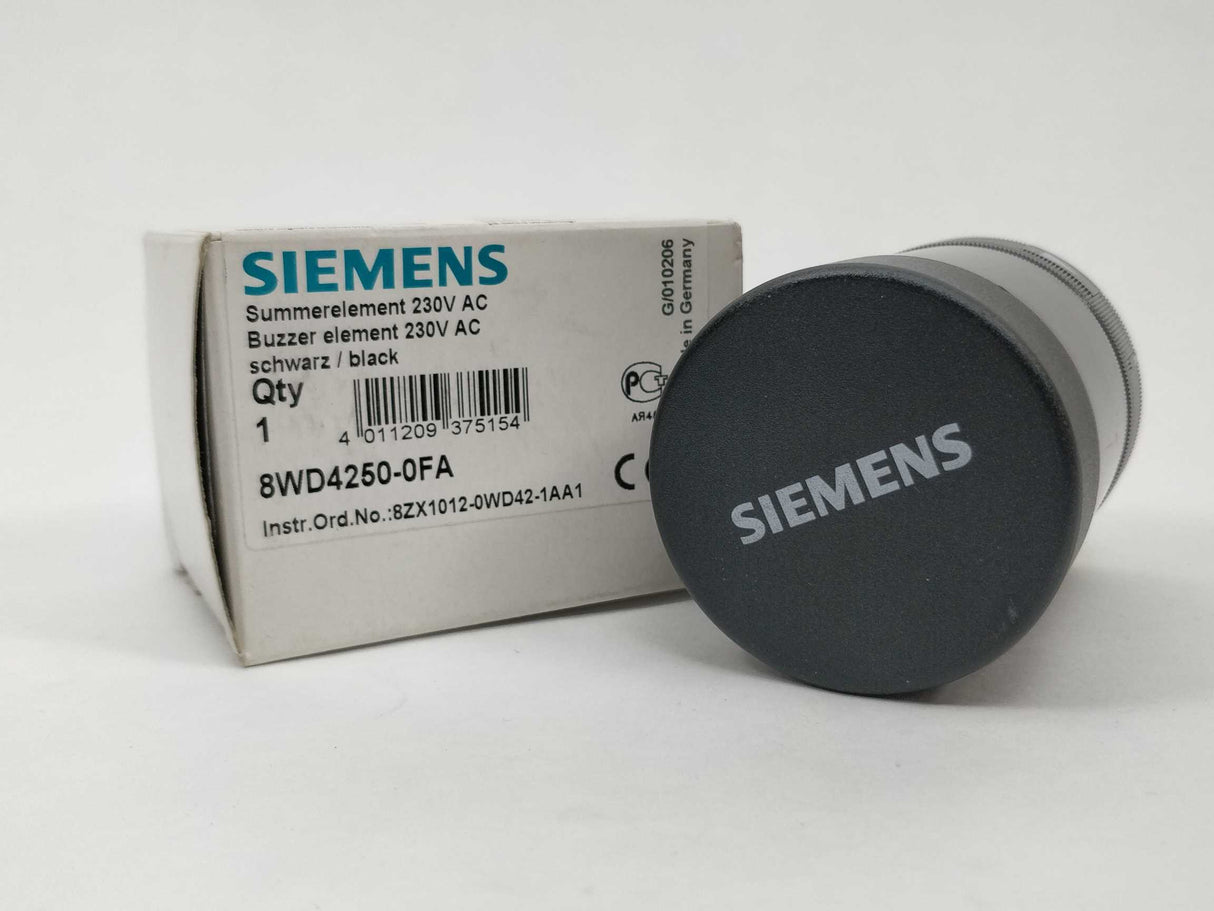 SIEMENS
Summerelement 230V AC
Buzzer element 230V AC
schwarz / black
Qty
1
4 011209 375154
8WD4250-0FA
Instr.Ord.No.:8ZX1012-0WD42-1AA1
G/010206
in Germany
SIEMENS